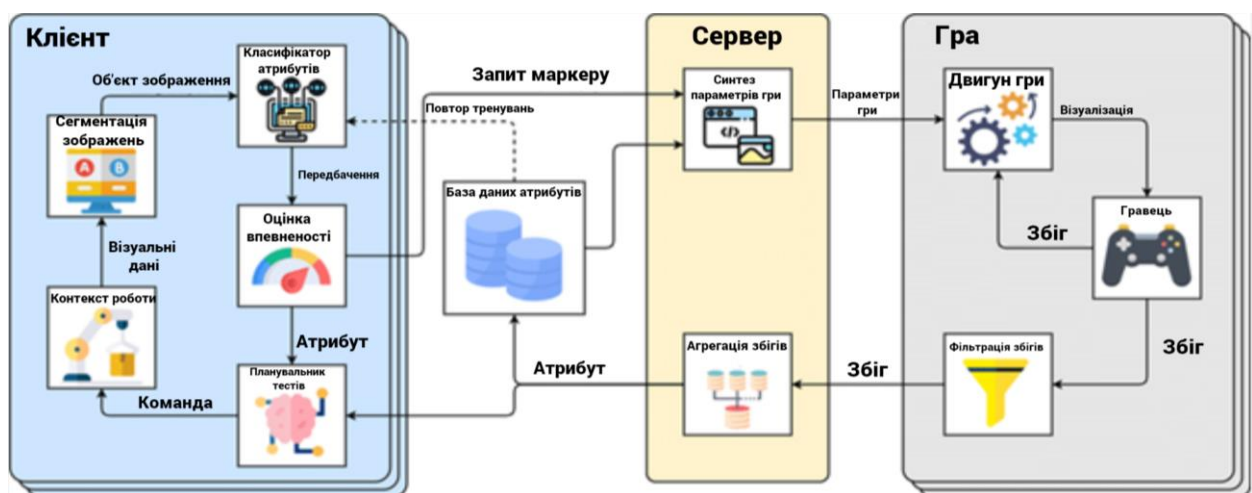 Клієнт
Класифікатор
атрибутів
Об'єкт зображення
Сегментація
зображень
A B
Передбачення
Оцінка
впевненості
Візуальні
дані
Контекст роботи
Атрибут
Планувальник
тестів
Команда
Запит маркеру
Повтор тренувань
База даних атрибутів
Атрибут
Сервер
Синтез
параметрів гри
</>
Агрегація збігів
Параметри
гри
Збіг
Гра
Двигун гри
Візуалізація
Гравець
Збіг
Збіг
Фільтрація збігів